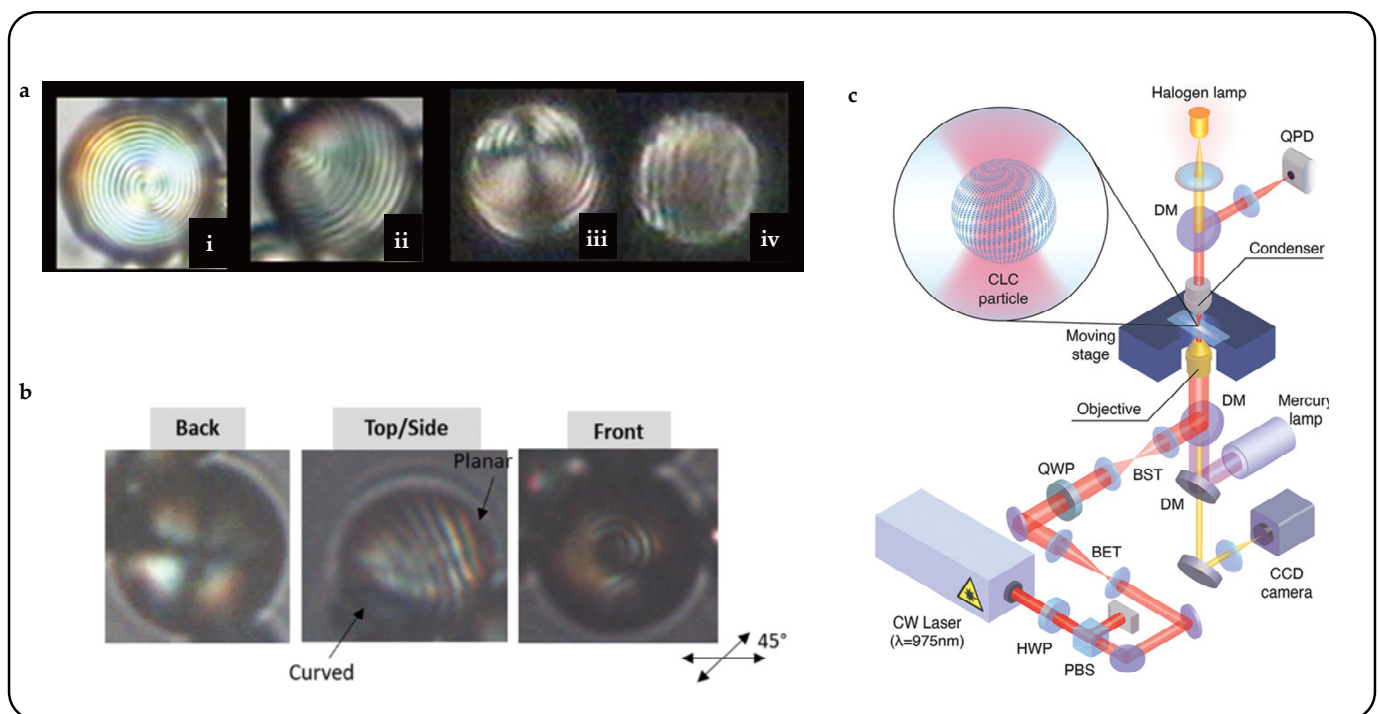 a
i
ii
iii
iv
b
Back
Top/Side
Front
Planar
Curved
45°
c
Halogen lamp
QPD
DM
Condenser
CLC
particle
Moving
stage
Objective
DM
Mercury
lamp
QWP
BST
DM
BET
CCD
camera
CW Laser
(λ=975nm)
HWP
PBS